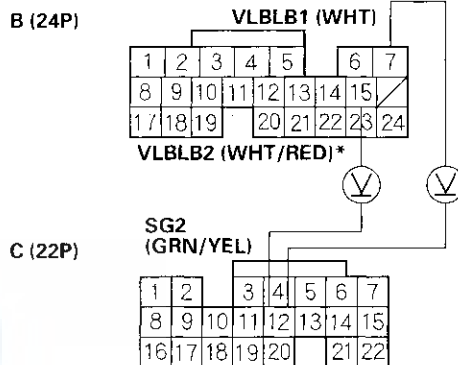 B (24P)
VLBLB1 (WHT)
1 2 3 4 5 6 7
8 9 10 11 12 13 14 15
17 18 19 20 21 22 23 24
VLBLB2 (WHT/RED)*
V V
SG2
(GRN/YEL)
C (22P)
1 2 3 4 5 6 7
8 9 10 11 12 13 14 15
16 17 18 19 20 21 22